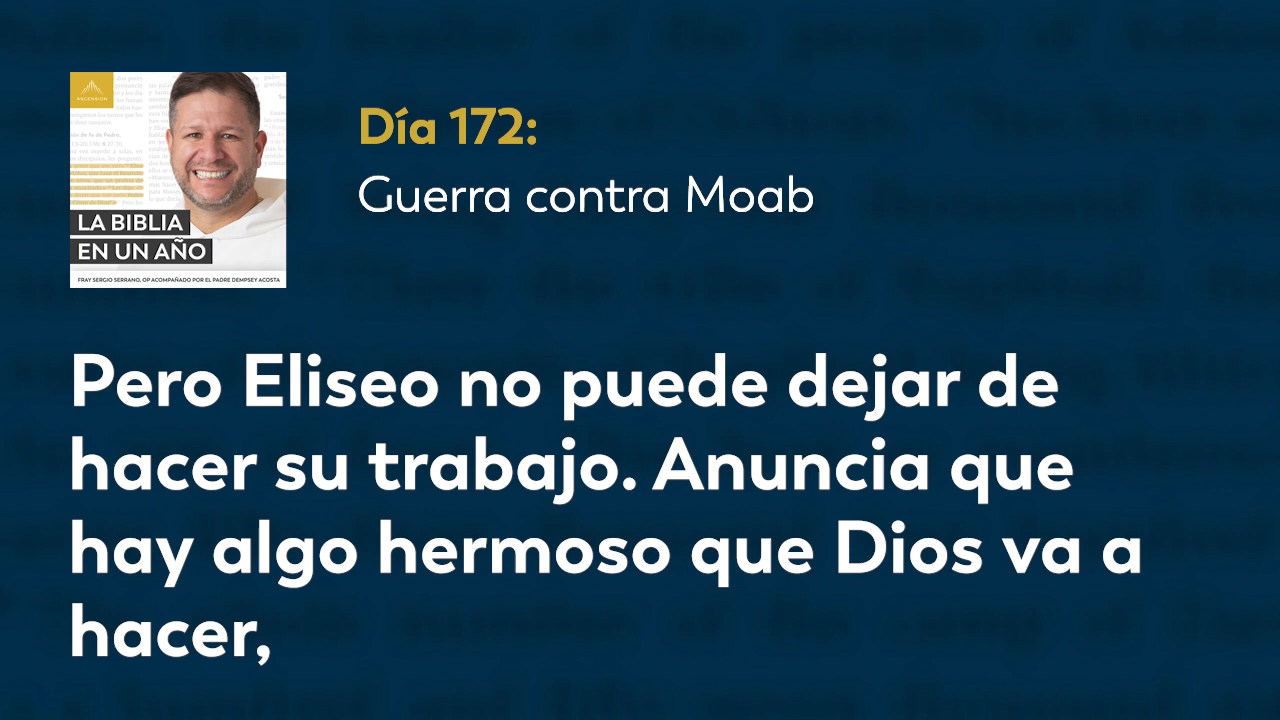 ASCENSION
LA BIBLIA
EN UN AÑO
FRAY SERGIO SERRANO, OP ACOMPAÑADO POR EL PADRE DEMPSEY ACOSTA
Día 172:
Guerra contra Moab
Pero Eliseo no puede dejar de
hacer su trabajo. Anuncia que
hay algo hermoso que Dios va a
hacer,